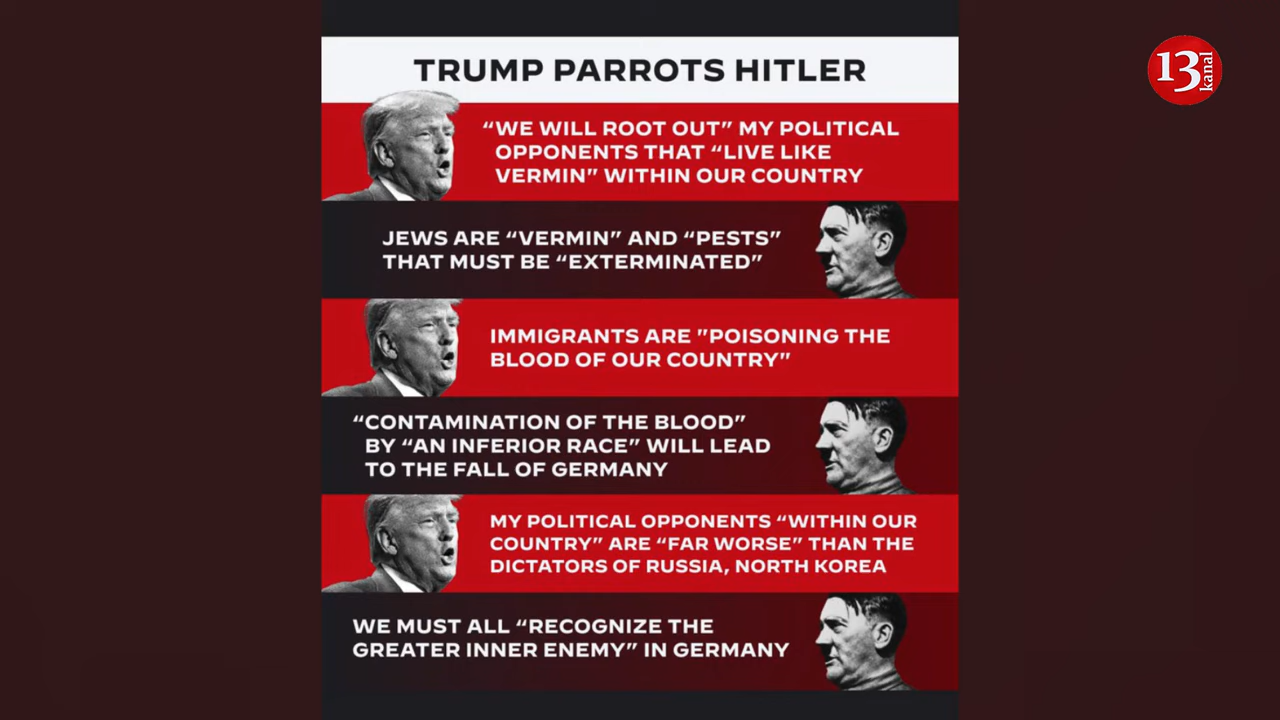 13
kanal
TRUMP PARROTS HITLER
“WE WILL ROOT OUT” MY POLITICAL
OPPONENTS THAT “LIVE LIKE
VERMIN” WITHIN OUR COUNTRY
JEWS ARE “VERMIN” AND “PESTS”
THAT MUST BE “EXTERMINATED”
IMMIGRANTS ARE ”POISONING THE
BLOOD OF OUR COUNTRY”
“CONTAMINATION OF THE BLOOD”
BY “AN INFERIOR RACE” WILL LEAD
TO THE FALL OF GERMANY
MY POLITICAL OPPONENTS “WITHIN OUR
COUNTRY” ARE “FAR WORSE” THAN THE
DICTATORS OF RUSSIA, NORTH KOREA
WE MUST ALL “RECOGNIZE THE
GREATER INNER ENEMY” IN GERMANY